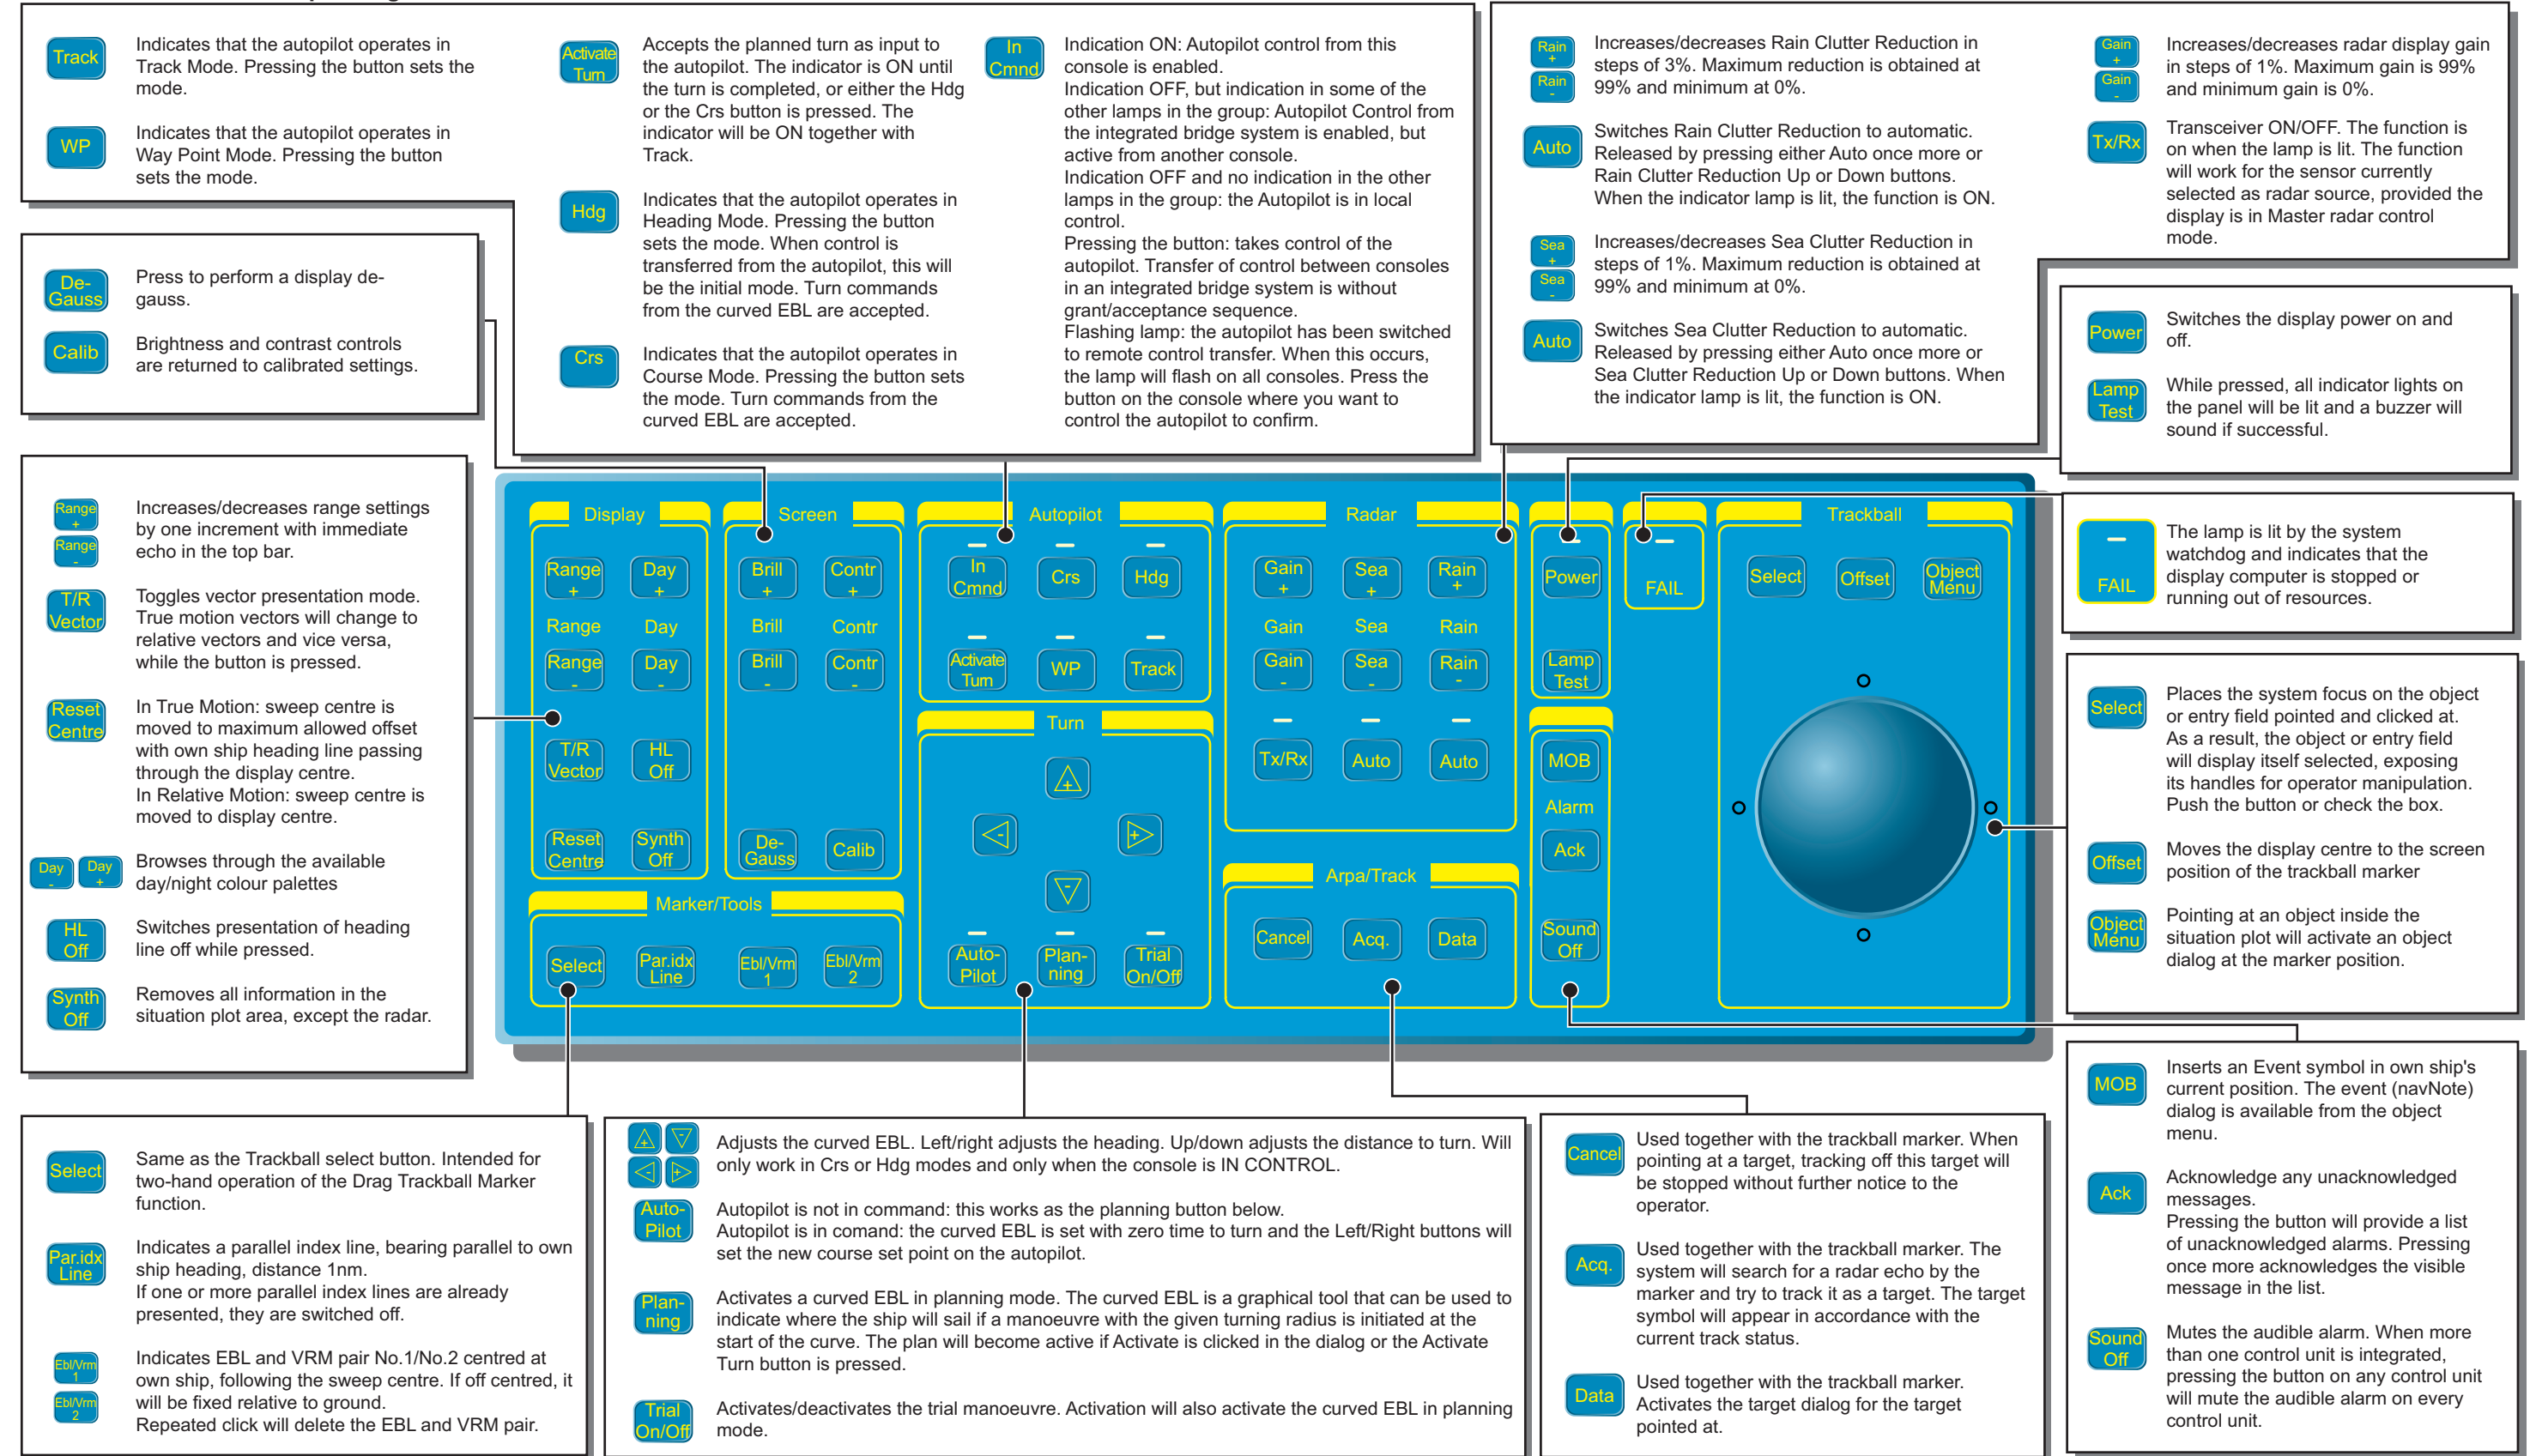 Track
Indicates that the autopilot operates in
Track Mode. Pressing the button sets the
mode.
WP
Indicates that the autopilot operates in
Way Point Mode. Pressing the button
sets the mode.
Activate
Turn
Accepts the planned turn as input to
the autopilot. The indicator is ON until
the turn is completed, or either the Hdg
or the Crs button is pressed. The
indicator will be ON together with
Track.
Hdg
Indicates that the autopilot operates in
Heading Mode. Pressing the button
sets the mode. When control is
transferred from the autopilot, this will
be the initial mode. Turn commands
from the curved EBL are accepted.
Crs
Indicates that the autopilot operates in
Course Mode. Pressing the button sets
the mode. Turn commands from the
curved EBL are accepted.
In
Cmnd
Indication ON: Autopilot control from this
console is enabled.
Indication OFF, but indication in some of the
other lamps in the group: Autopilot Control from
the integrated bridge system is enabled, but
active from another console.
Indication OFF and no indication in the other
lamps in the group: the Autopilot is in local
control.
Pressing the button: takes control of the
autopilot. Transfer of control between consoles
in an integrated bridge system is without
grant/acceptance sequence.
Flashing lamp: the autopilot has been switched
to remote control transfer. When this occurs,
the lamp will flash on all consoles. Press the
button on the console where you want to
control the autopilot to confirm.
Rain
+
Rain
-
Increases/decreases Rain Clutter Reduction in
steps of 3%. Maximum reduction is obtained at
99% and minimum at 0%.
Auto
Switches Rain Clutter Reduction to automatic.
Released by pressing either Auto once more or
Rain Clutter Reduction Up or Down buttons.
When the indicator lamp is lit, the function is ON.
Sea
+
Sea
-
Increases/decreases Sea Clutter Reduction in
steps of 1%. Maximum reduction is obtained at
99% and minimum at 0%.
Auto
Switches Sea Clutter Reduction to automatic.
Released by pressing either Auto once more or
Sea Clutter Reduction Up or Down buttons. When
the indicator lamp is lit, the function is ON.
Gain
+
Gain
-
Increases/decreases radar display gain
in steps of 1%. Maximum gain is 99%
and minimum gain is 0%.
Tx/Rx
Transceiver ON/OFF. The function is
on when the lamp is lit. The function
will work for the sensor currently
selected as radar source, provided the
display is in Master radar control
mode.
De-
Gauss
Press to perform a display de-
gauss.
Calib
Brightness and contrast controls
are returned to calibrated settings.
Power
Switches the display power on and
off.
Lamp
Test
While pressed, all indicator lights on
the panel will be lit and a buzzer will
sound if successful.
Range
+
Range
-
Increases/decreases range settings
by one increment with immediate
echo in the top bar.
T/R
Vector
Toggles vector presentation mode.
True motion vectors will change to
relative vectors and vice versa,
while the button is pressed.
Reset
Centre
In True Motion: sweep centre is
moved to maximum allowed offset
with own ship heading line passing
through the display centre.
In Relative Motion: sweep centre is
moved to display centre.
Day
-
Day
+
Browses through the available
day/night colour palettes
HL
Off
Switches presentation of heading
line off while pressed.
Synth
Off
Removes all information in the
situation plot area, except the radar.
Display
Range
+
Day
+
Range
Day
Range
-
Day
-
T/R
Vector
HL
Off
Reset
Centre
Synth
Off
Screen
Brill
+
Contr
+
Brill
Contr
Brill
-
Contr
-
De-
Gauss
Calib
Marker/Tools
Select
Par.idx
Line
Ebl/Vrm
1
Ebl/Vrm
2
Autopilot
In
Cmnd
Crs
Hdg
Activate
Turn
WP
Track
Turn
+
-
+
-
Auto-
Pilot
Plan-
ning
Trial
On/Off
Radar
Gain
+
Sea
+
Rain
+
Gain
Sea
Rain
Gain
-
Sea
-
Rain
-
Tx/Rx
Auto
Auto
Arpa/Track
Cancel
Acq.
Data
Power
Lamp
Test
MOB
Alarm
Ack
Sound
Off
FAIL
Trackball
Select
Offset
Object
Menu
FAIL
The lamp is lit by the system
watchdog and indicates that the
display computer is stopped or
running out of resources.
Select
Places the system focus on the object
or entry field pointed and clicked at.
As a result, the object or entry field
will display itself selected, exposing
its handles for operator manipulation.
Push the button or check the box.
Offset
Moves the display centre to the screen
position of the trackball marker
Object
Menu
Pointing at an object inside the
situation plot will activate an object
dialog at the marker position.
Select
Same as the Trackball select button. Intended for
two-hand operation of the Drag Trackball Marker
function.
Par.idx
Line
Indicates a parallel index line, bearing parallel to own
ship heading, distance 1nm.
If one or more parallel index lines are already
presented, they are switched off.
Ebl/Vrm
1
Ebl/Vrm
2
Indicates EBL and VRM pair No.1/No.2 centred at
own ship, following the sweep centre. If off centred, it
will be fixed relative to ground.
Repeated click will delete the EBL and VRM pair.
+
-
-
+
Adjusts the curved EBL. Left/right adjusts the heading. Up/down adjusts the distance to turn. Will
only work in Crs or Hdg modes and only when the console is IN CONTROL.
Auto-
Pilot
Autopilot is not in command: this works as the planning button below.
Autopilot is in comand: the curved EBL is set with zero time to turn and the Left/Right buttons will
set the new course set point on the autopilot.
Plan-
ning
Activates a curved EBL in planning mode. The curved EBL is a graphical tool that can be used to
indicate where the ship will sail if a manoeuvre with the given turning radius is initiated at the
start of the curve. The plan will become active if Activate is clicked in the dialog or the Activate
Turn button is pressed.
Trial
On/Off
Activates/deactivates the trial manoeuvre. Activation will also activate the curved EBL in planning
mode.
Cancel
Used together with the trackball marker. When
pointing at a target, tracking off this target will
be stopped without further notice to the
operator.
Acq.
Used together with the trackball marker. The
system will search for a radar echo by the
marker and try to track it as a target. The target
symbol will appear in accordance with the
current track status.
Data
Used together with the trackball marker.
Activates the target dialog for the target
pointed at.
MOB
Inserts an Event symbol in own ship's
current position. The event (navNote)
dialog is available from the object
menu.
Ack
Acknowledge any unacknowledged
messages.
Pressing the button will provide a list
of unacknowledged alarms. Pressing
once more acknowledges the visible
message in the list.
Sound
Off
Mutes the audible alarm. When more
than one control unit is integrated,
pressing the button on any control unit
will mute the audible alarm on every
control unit.